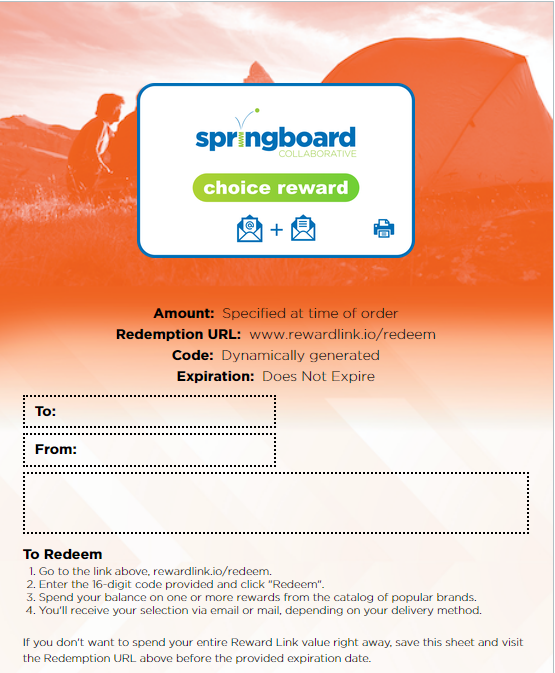 springboard
COLLABORATIVE
choice reward
Amount: Specified at time of order
Redemption URL: www.rewardlink.io/redeem
Code: Dynamically generated
Expiration: Does Not Expire
To:
From:
To Redeem
1. Go to the link above, rewardlink.io/redeem.
2. Enter the 16-digit code provided and click "Redeem".
3. Spend your balance on one or more rewards from the catalog of popular brands.
4. You'll receive your selection via email or mail, depending on your delivery method.
If you don't want to spend your entire Reward Link value right away, save this sheet and visit
the Redemption URL above before the provided expiration date.